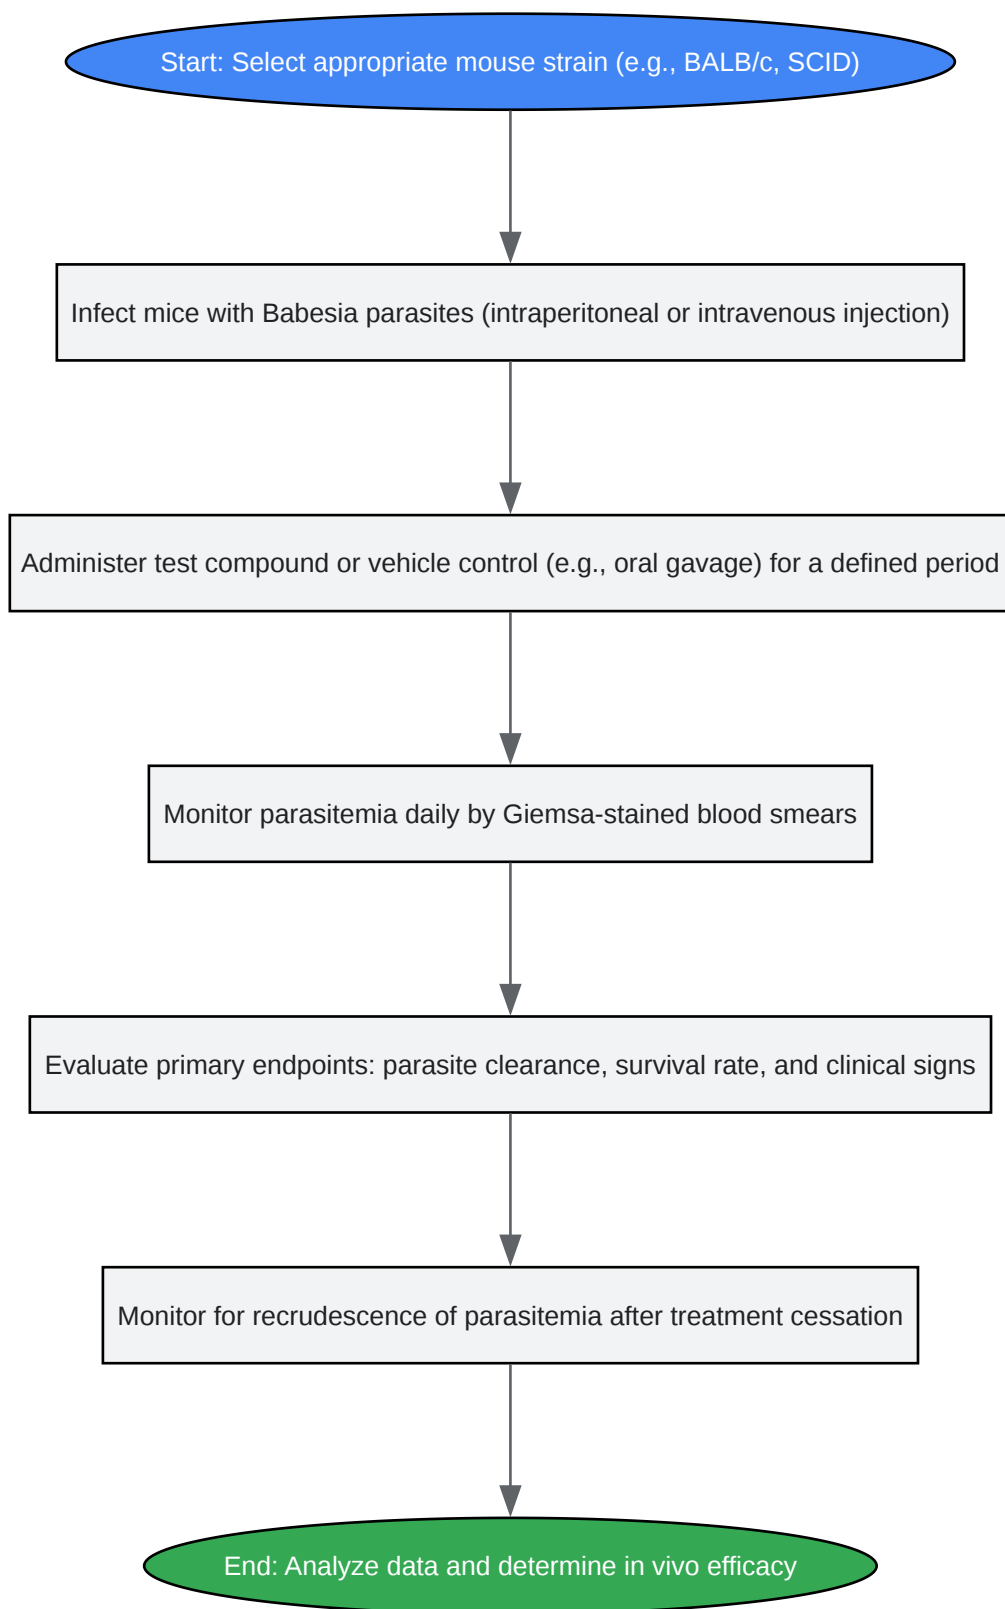 Start: Select appropriate mouse strain (e.g., BALB/c, SCID)
Infect mice with Babesia parasites (intraperitoneal or intravenous injection)
Administer test compound or vehicle control (e.g., oral gavage) for a defined period
Monitor parasitemia daily by Giemsa-stained blood smears
Evaluate primary endpoints: parasite clearance, survival rate, and clinical signs
Monitor for recrudescence of parasitemia after treatment cessation
End: Analyze data and determine in vivo efficacy